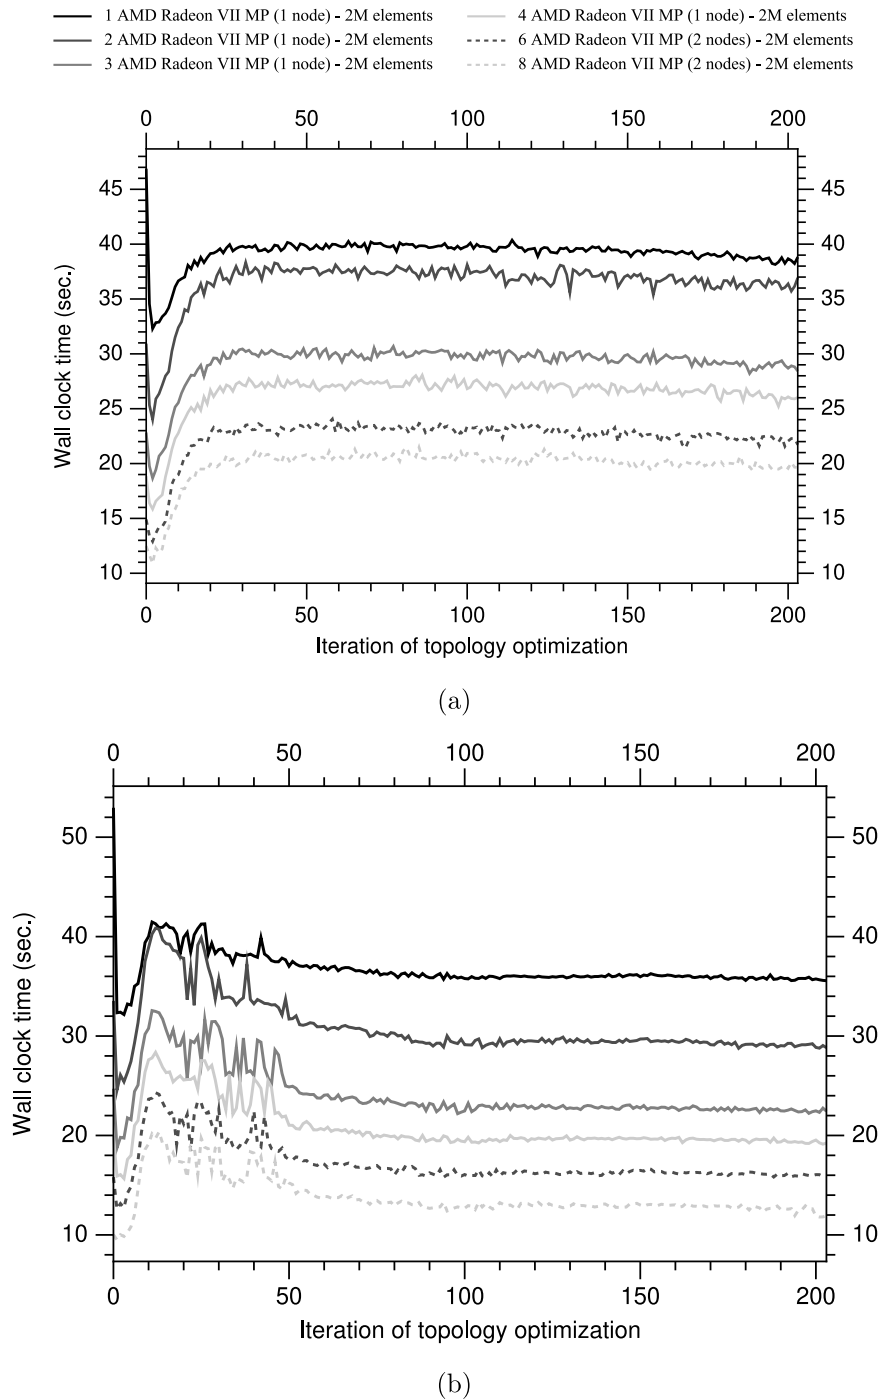 1 AMD Radeon VII MP (1 node) - 2M elements
2 AMD Radeon VII MP (1 node) - 2M elements
3 AMD Radeon VII MP (1 node) - 2M elements
4 AMD Radeon VII MP (1 node) - 2M elements
6 AMD Radeon VII MP (2 nodes) - 2M elements
8 AMD Radeon VII MP (2 nodes) - 2M elements
0 50 100 150 200
45 45
40 40
35 35
30 30
25 25
20 20
15 15
10 10
Wall clock time (sec.)
0 50 100 150 200
Iteration of topology optimization
(a)
0 50 100 150 200
50 50
40 40
30 30
20 20
10 10
Wall clock time (sec.)
0 50 100 150 200
Iteration of topology optimization
(b)